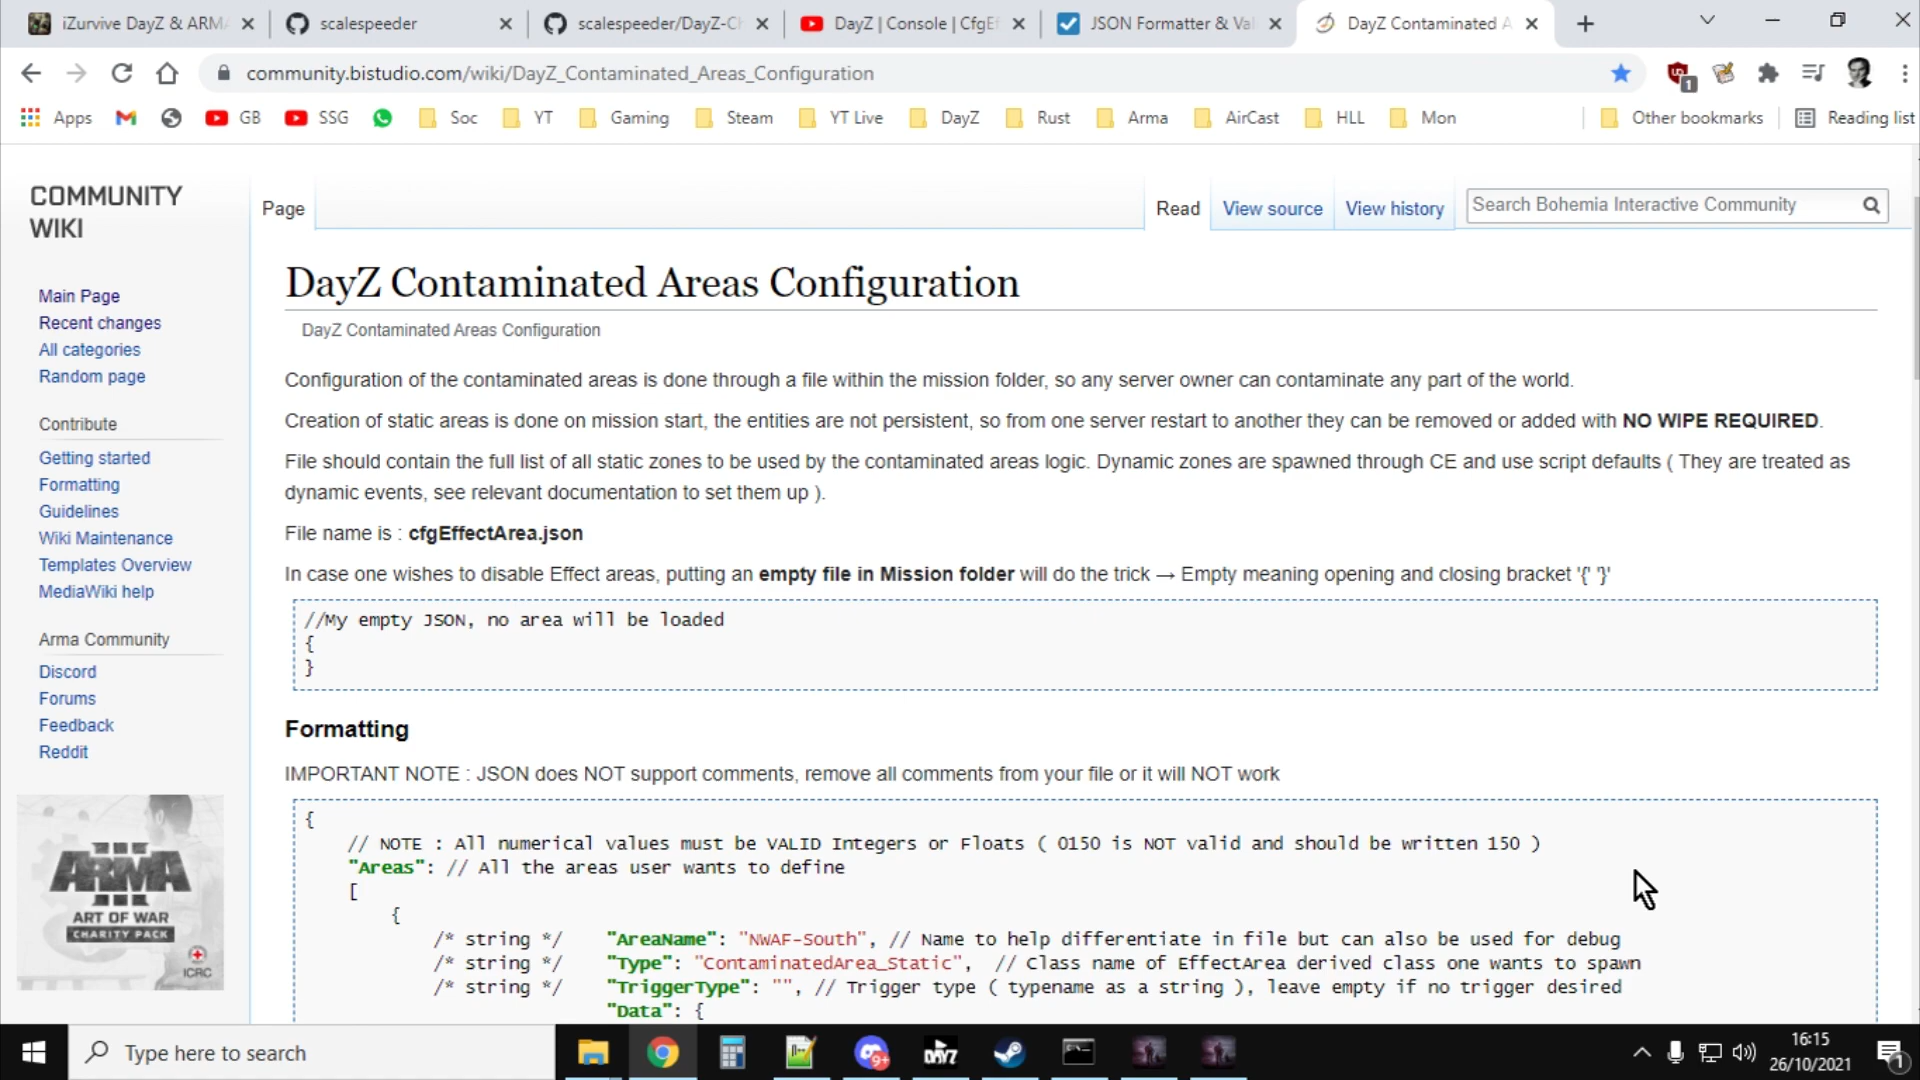 iZurvive DayZ & ARMA
scalespeeder
scalespeeder/DayZ-Ch
DayZ | Console | CfgEf
JSON Formatter & Val
DayZ Contaminated A
community.bistudio.com/wiki/DayZ_Contaminated_Areas_Configuration
1
Apps
GB
SSG
Soc
YT
Gaming
Steam
YT Live
DayZ
Rust
Arma
AirCast
HLL
Mon
Other bookmarks
Reading list
COMMUNITY
WIKI
Page
Read
View source
View history
Search Bohemia Interactive Community
Main Page
Recent changes
All categories
Random page
Contribute
Getting started
Formatting
Guidelines
Wiki Maintenance
Templates Overview
MediaWiki help
Arma Community
Discord
Forums
Feedback
Reddit
ARMA
III
ART OF WAR
CHARITY PACK
ICRC
DayZ Contaminated Areas Configuration
DayZ Contaminated Areas Configuration
Configuration of the contaminated areas is done through a file within the mission folder, so any server owner can contaminate any part of the world.
Creation of static areas is done on mission start, the entities are not persistent, so from one server restart to another they can be removed or added with NO WIPE REQUIRED.
File should contain the full list of all static zones to be used by the contaminated areas logic. Dynamic zones are spawned through CE and use script defaults ( They are treated as
dynamic events, see relevant documentation to set them up ).
File name is : cfgEffectArea.json
In case one wishes to disable Effect areas, putting an empty file in Mission folder will do the trick → Empty meaning opening and closing bracket '{' '}'
//My empty JSON, no area will be loaded
{
}
Formatting
IMPORTANT NOTE : JSON does NOT support comments, remove all comments from your file or it will NOT work
{
// NOTE : All numerical values must be VALID Integers or Floats ( 0150 is NOT valid and should be written 150 )
"Areas": // All the areas user wants to define
[
{
/* string */ "AreaName": "NWAF-South", // Name to help differentiate in file but can also be used for debug
/* string */ "Type": "ContaminatedArea_Static", // Class name of EffectArea derived class one wants to spawn
/* string */ "TriggerType": "", // Trigger type ( typename as a string ), leave empty if no trigger desired
"Data": {
Type here to search
9+
DAYZ
16:15
26/10/2021
1